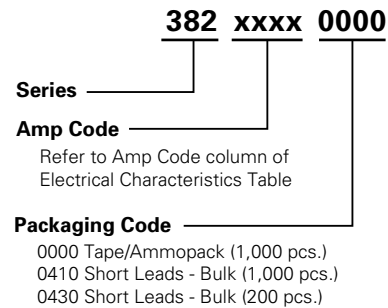 382 xxxx 0000
Series
Amp Code
Refer to Amp Code column of
Electrical Characteristics Table
Packaging Code
0000 Tape/Ammopack (1,000 pcs.)
0410 Short Leads - Bulk (1,000 pcs.)
0430 Short Leads - Bulk (200 pcs.)